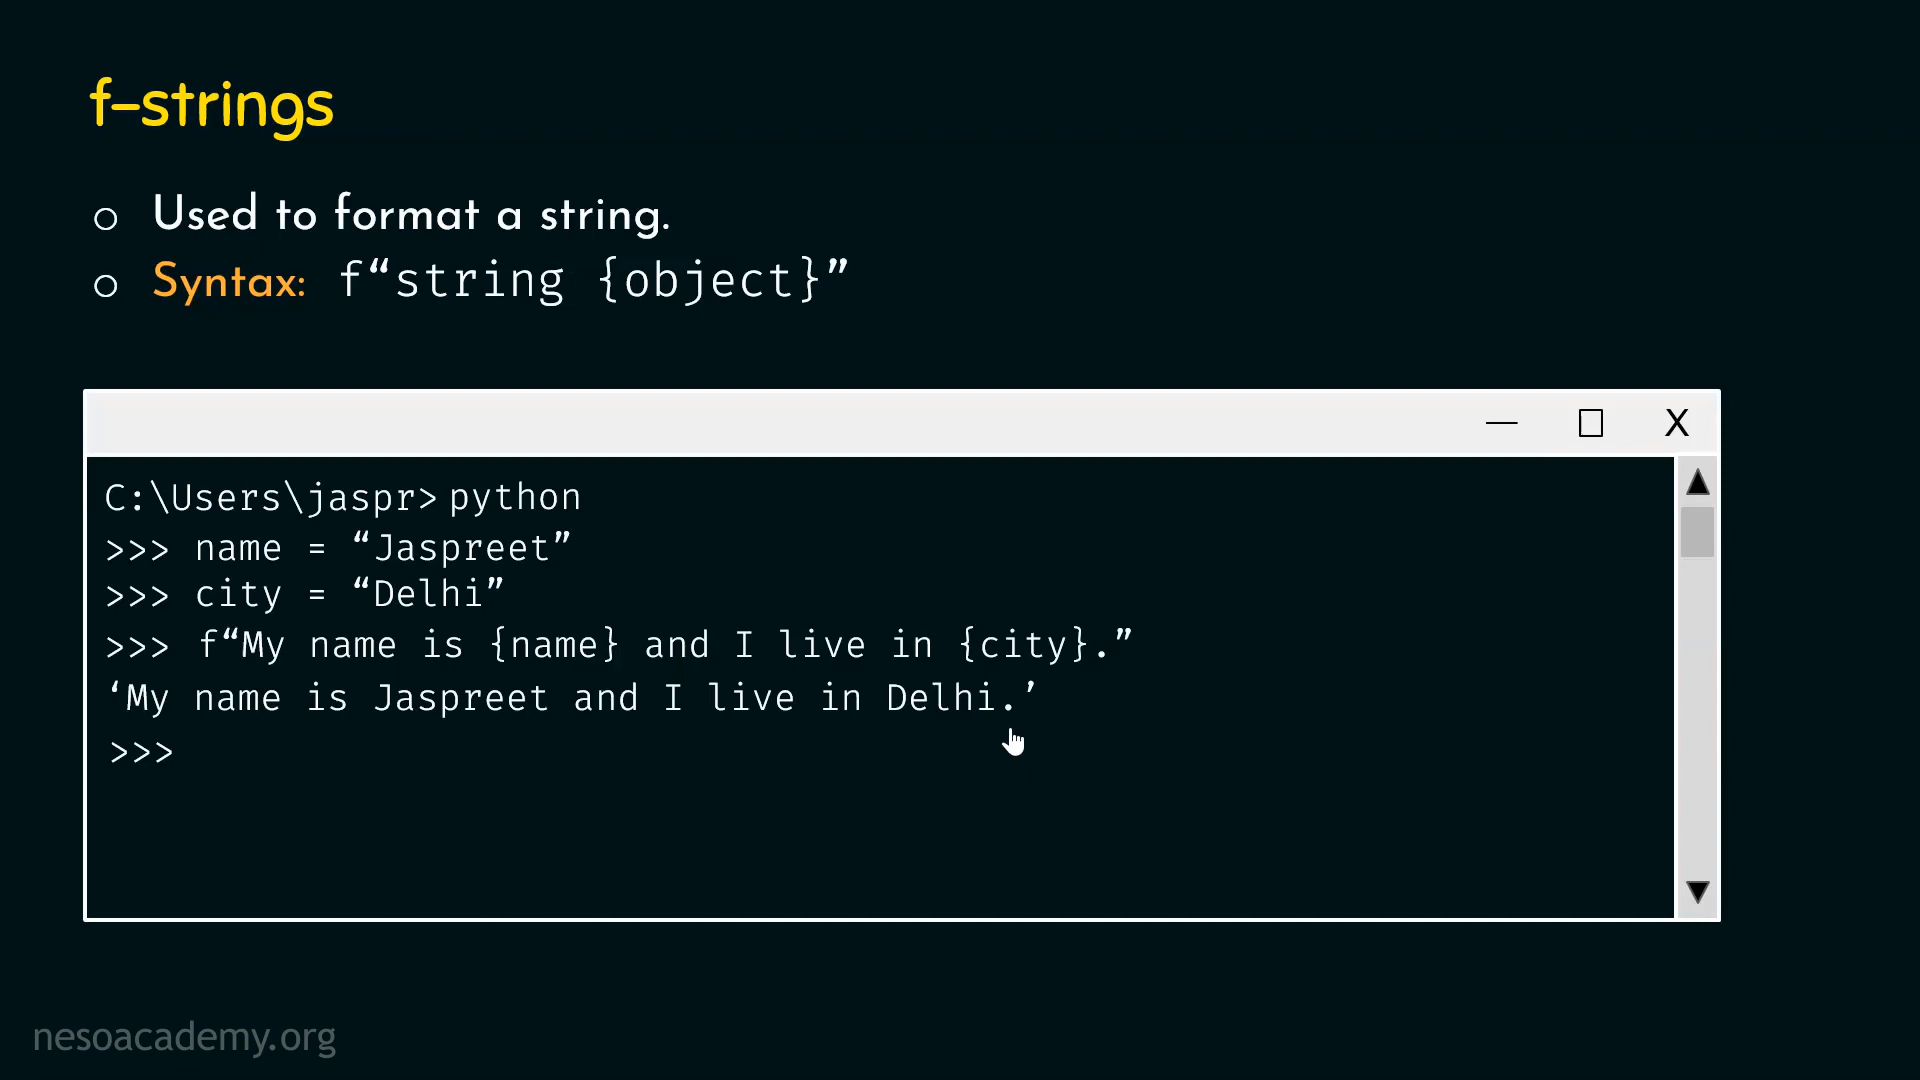 f-strings
○ Used to format a string.
○ Syntax: f“string {object}”
— □ X
C:\Users\jaspr> python
>>> name = “Jaspreet”
>>> city = “Delhi”
>>> f“My name is {name} and I live in {city}.”
‘My name is Jaspreet and I live in Delhi.’
>>>
nesoacademy.org